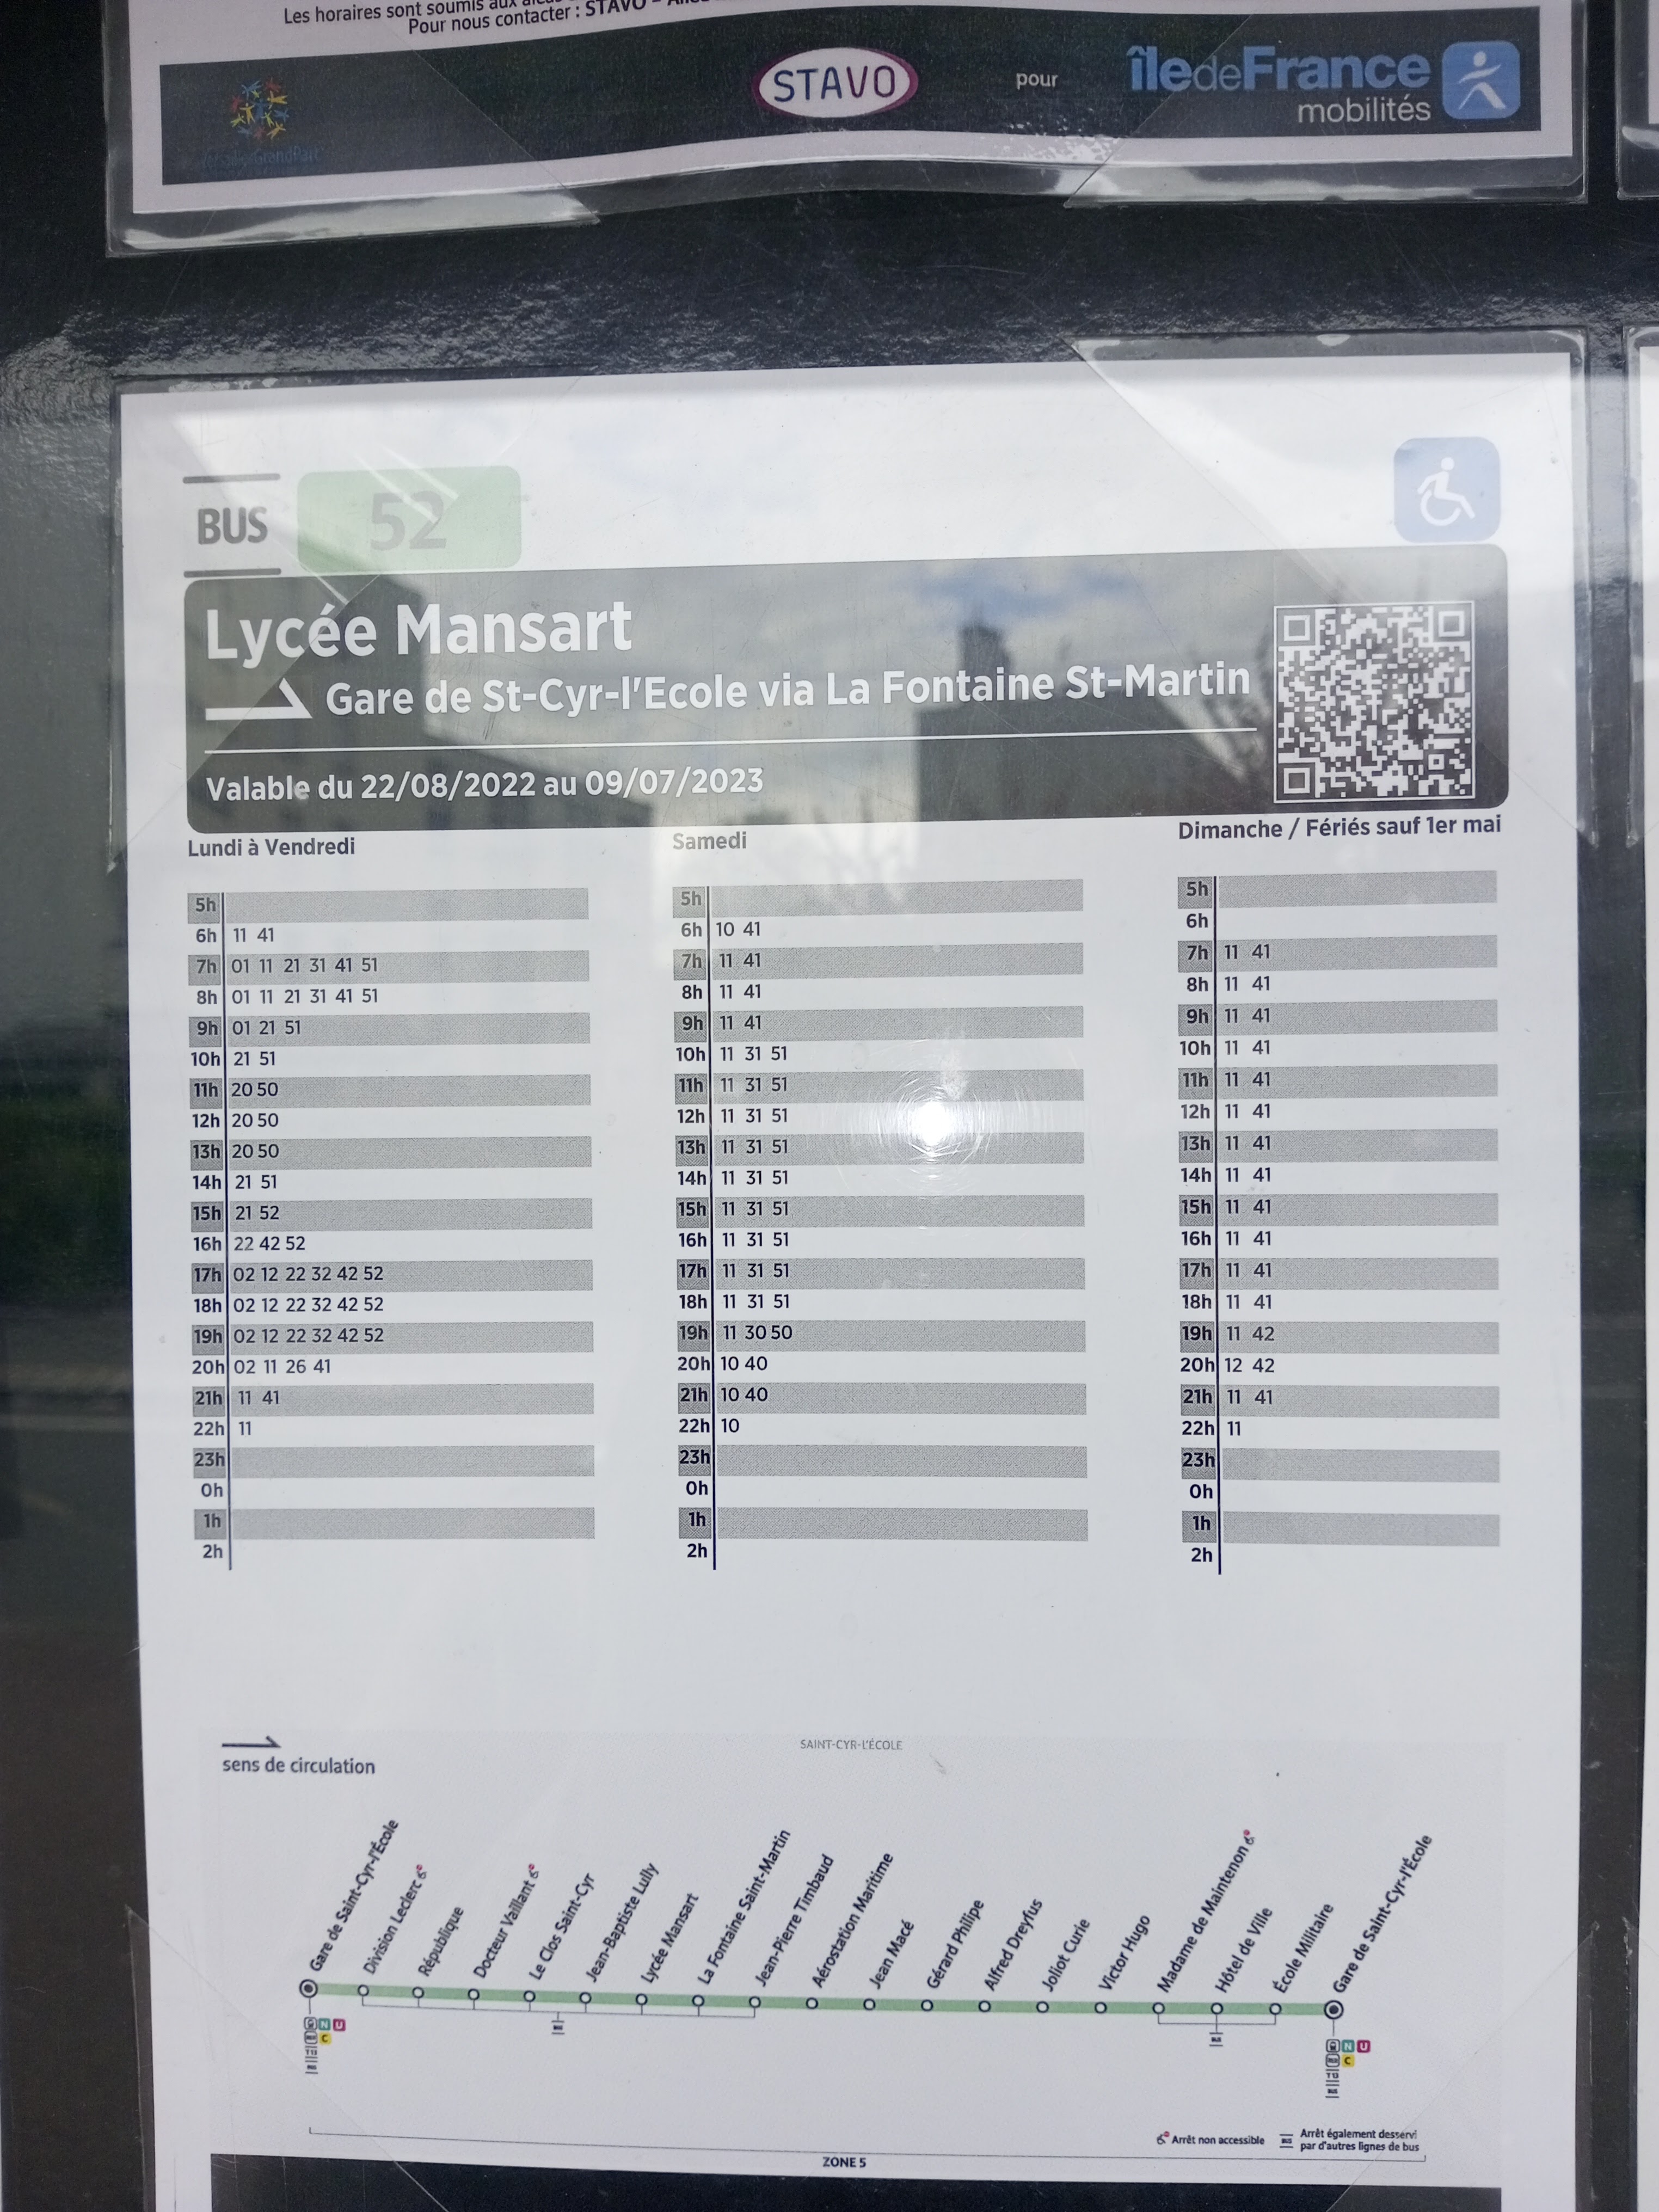 Les horaires sont soumis aux
Pour nous contacter : STAVO –
STAVO
pour
îledeFrance
mobilités
BUS
52
Lycée Mansart
Gare de St-Cyr-l'Ecole via La Fontaine St-Martin
Valable du 22/08/2022 au 09/07/2023
Lundi à Vendredi
5h
6h 11 41
7h 01 11 21 31 41 51
8h 01 11 21 31 41 51
9h 01 21 51
10h 21 51
11h 20 50
12h 20 50
13h 20 50
14h 21 51
15h 21 52
16h 22 42 52
17h 02 12 22 32 42 52
18h 02 12 22 32 42 52
19h 02 12 22 32 42 52
20h 02 11 26 41
21h 11 41
22h 11
23h
0h
1h
2h
Samedi
5h
6h 10 41
7h 11 41
8h 11 41
9h 11 41
10h 11 31 51
11h 11 31 51
12h 11 31 51
13h 11 31 51
14h 11 31 51
15h 11 31 51
16h 11 31 51
17h 11 31 51
18h 11 31 51
19h 11 30 50
20h 10 40
21h 10 40
22h 10
23h
0h
1h
2h
Dimanche / Fériés sauf 1er mai
5h
6h
7h 11 41
8h 11 41
9h 11 41
10h 11 41
11h 11 41
12h 11 41
13h 11 41
14h 11 41
15h 11 41
16h 11 41
17h 11 41
18h 11 41
19h 11 42
20h 12 42
21h 11 41
22h 11
23h
0h
1h
2h
sens de circulation
SAINT-CYR-L'ÉCOLE
Gare de Saint-Cyr-l'École
Division Leclerc
République
Docteur Vaillant
Le Clos Saint-Cyr
Jean-Baptiste Lully
Lycée Mansart
La Fontaine Saint-Martin
Jean-Pierre Timbaud
Aérostation Maritime
Jean Macé
Gérard Philipe
Alfred Dreyfus
Joliot Curie
Victor Hugo
Madame de Maintenon
Hôtel de Ville
École Militaire
Gare de Saint-Cyr-l'École
N U
C
N U
C
Arrêt non accessible
Arrêt également desservi
par d'autres lignes de bus
ZONE 5